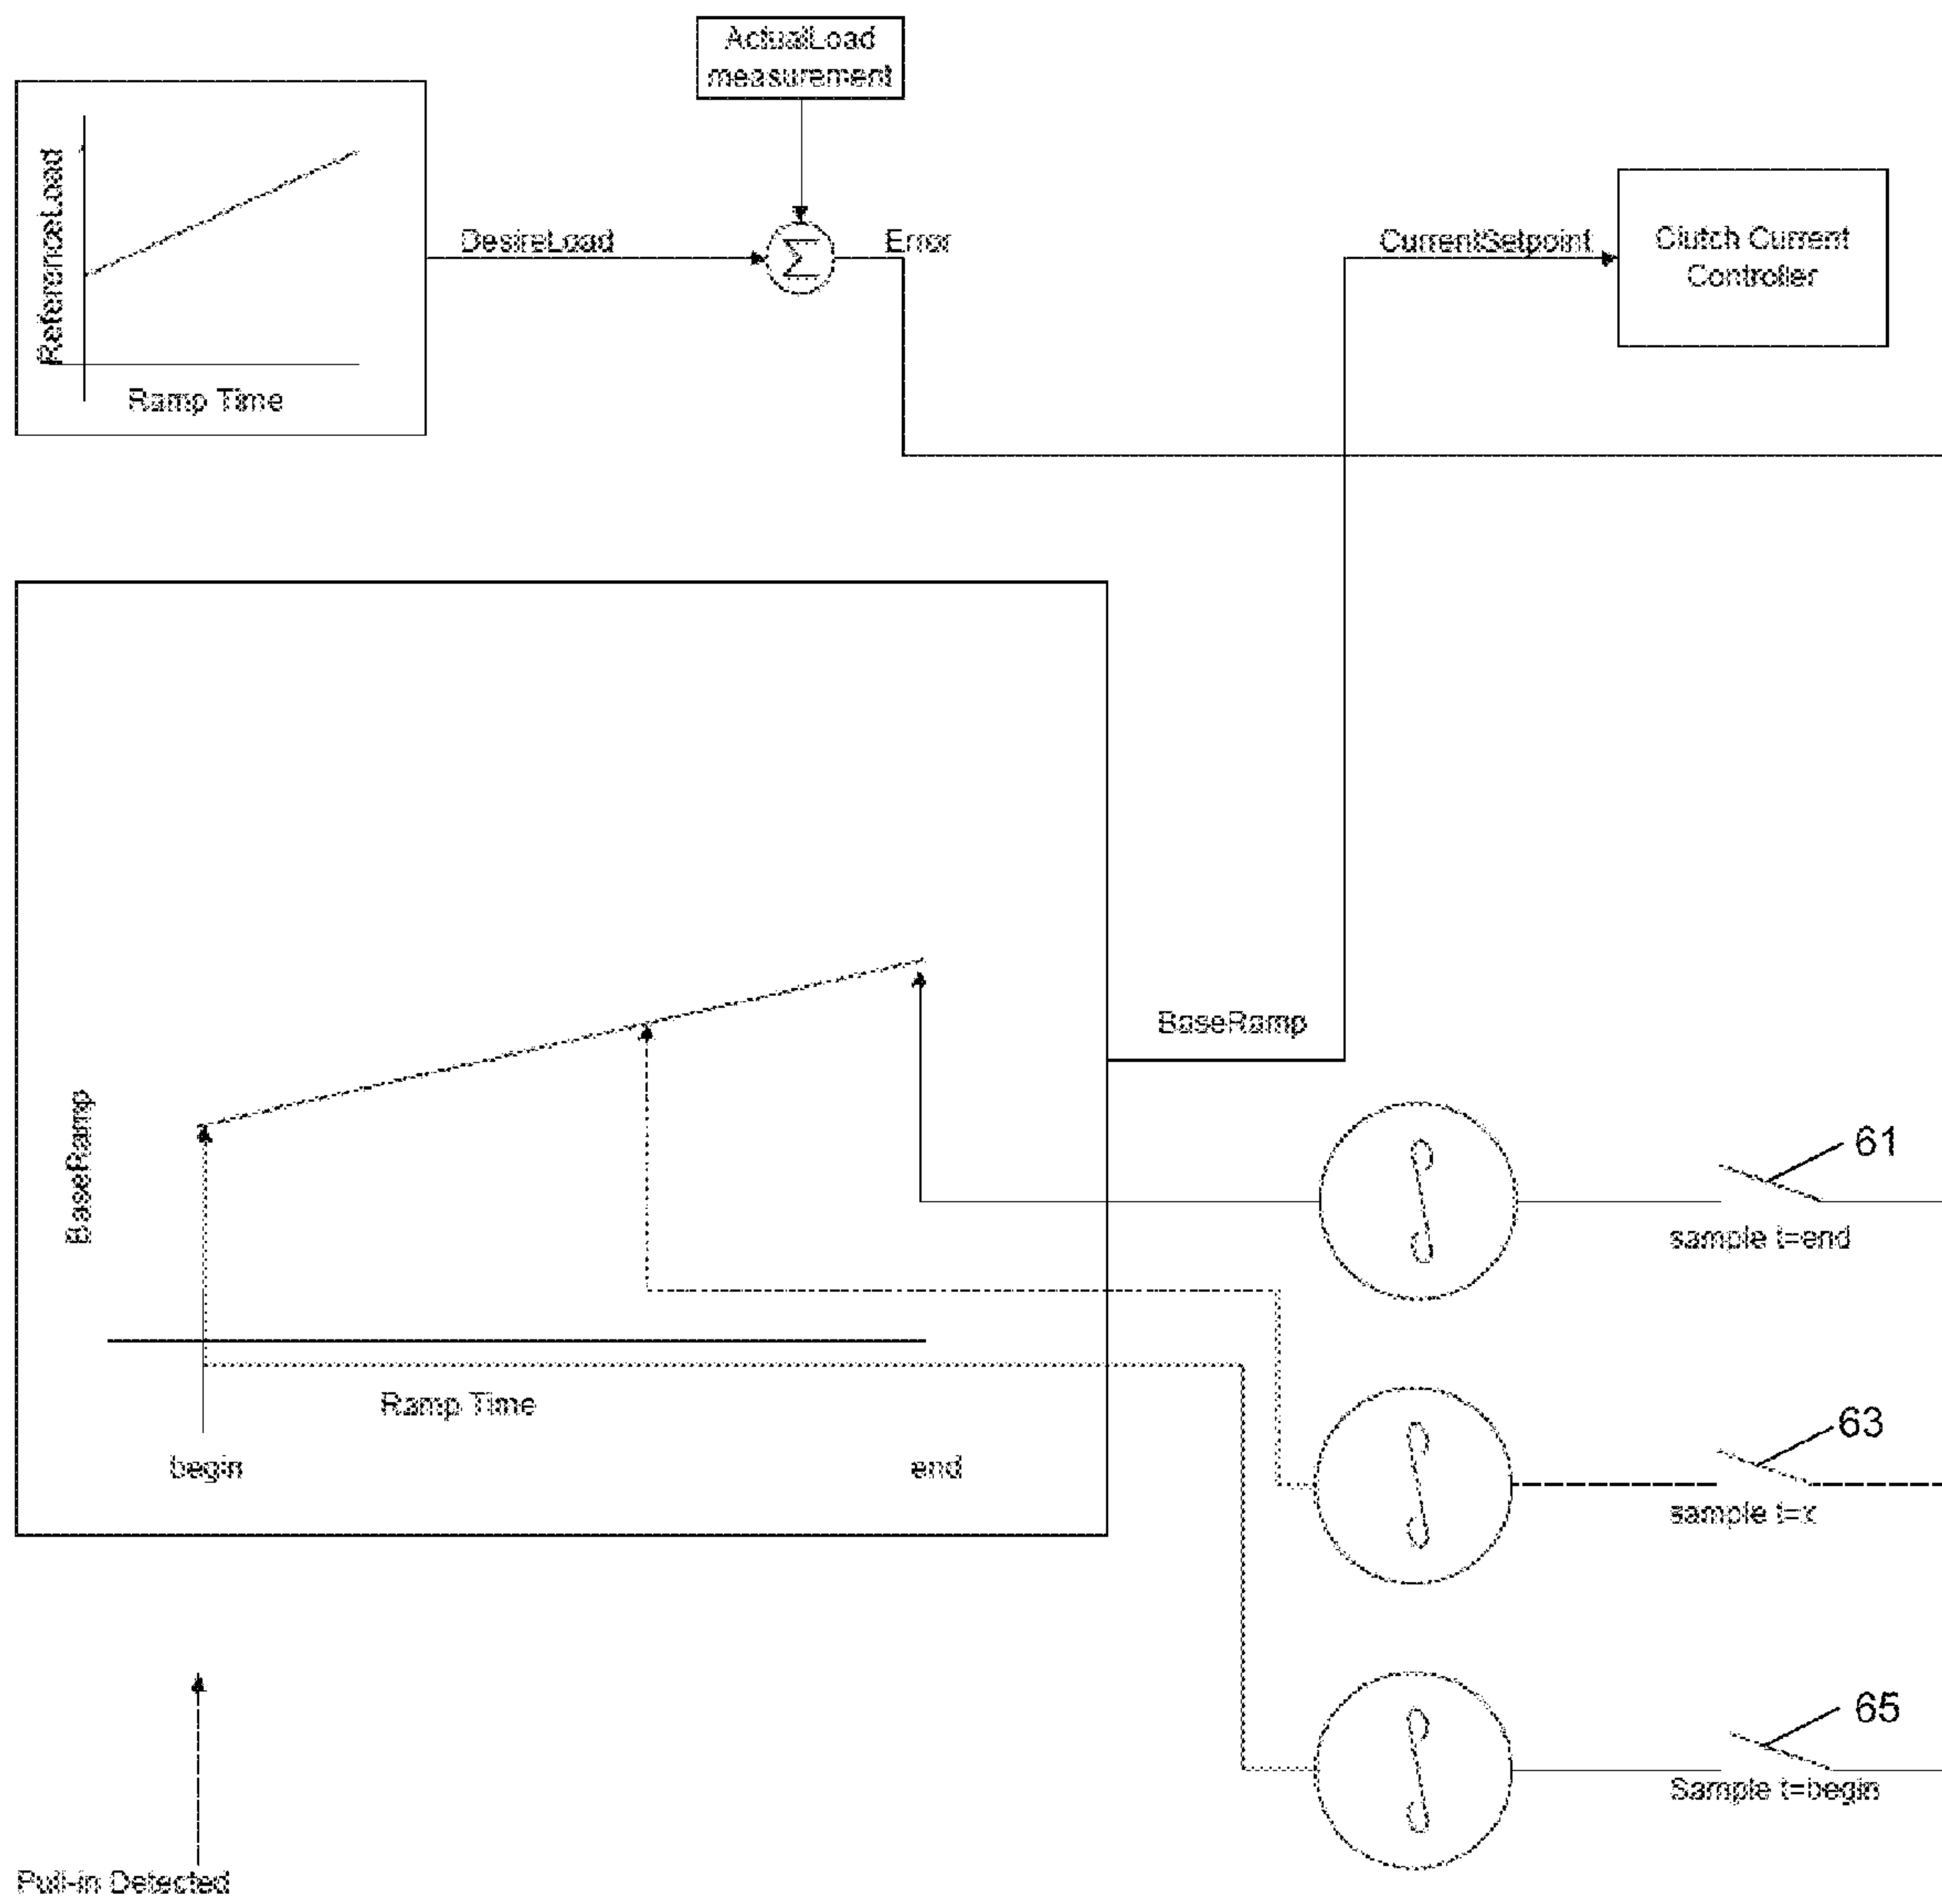 ActualLoad
measurement
ReferenceLoad
Ramp Time
DesireLoad
Σ
Error
CurrentSetpoint
Clutch Current
Controller
BaseRamp
BaseRamp
Ramp Time
begin
end
61
sample t=end
63
sample t=x
65
Sample t=begin
Pull-in Detected